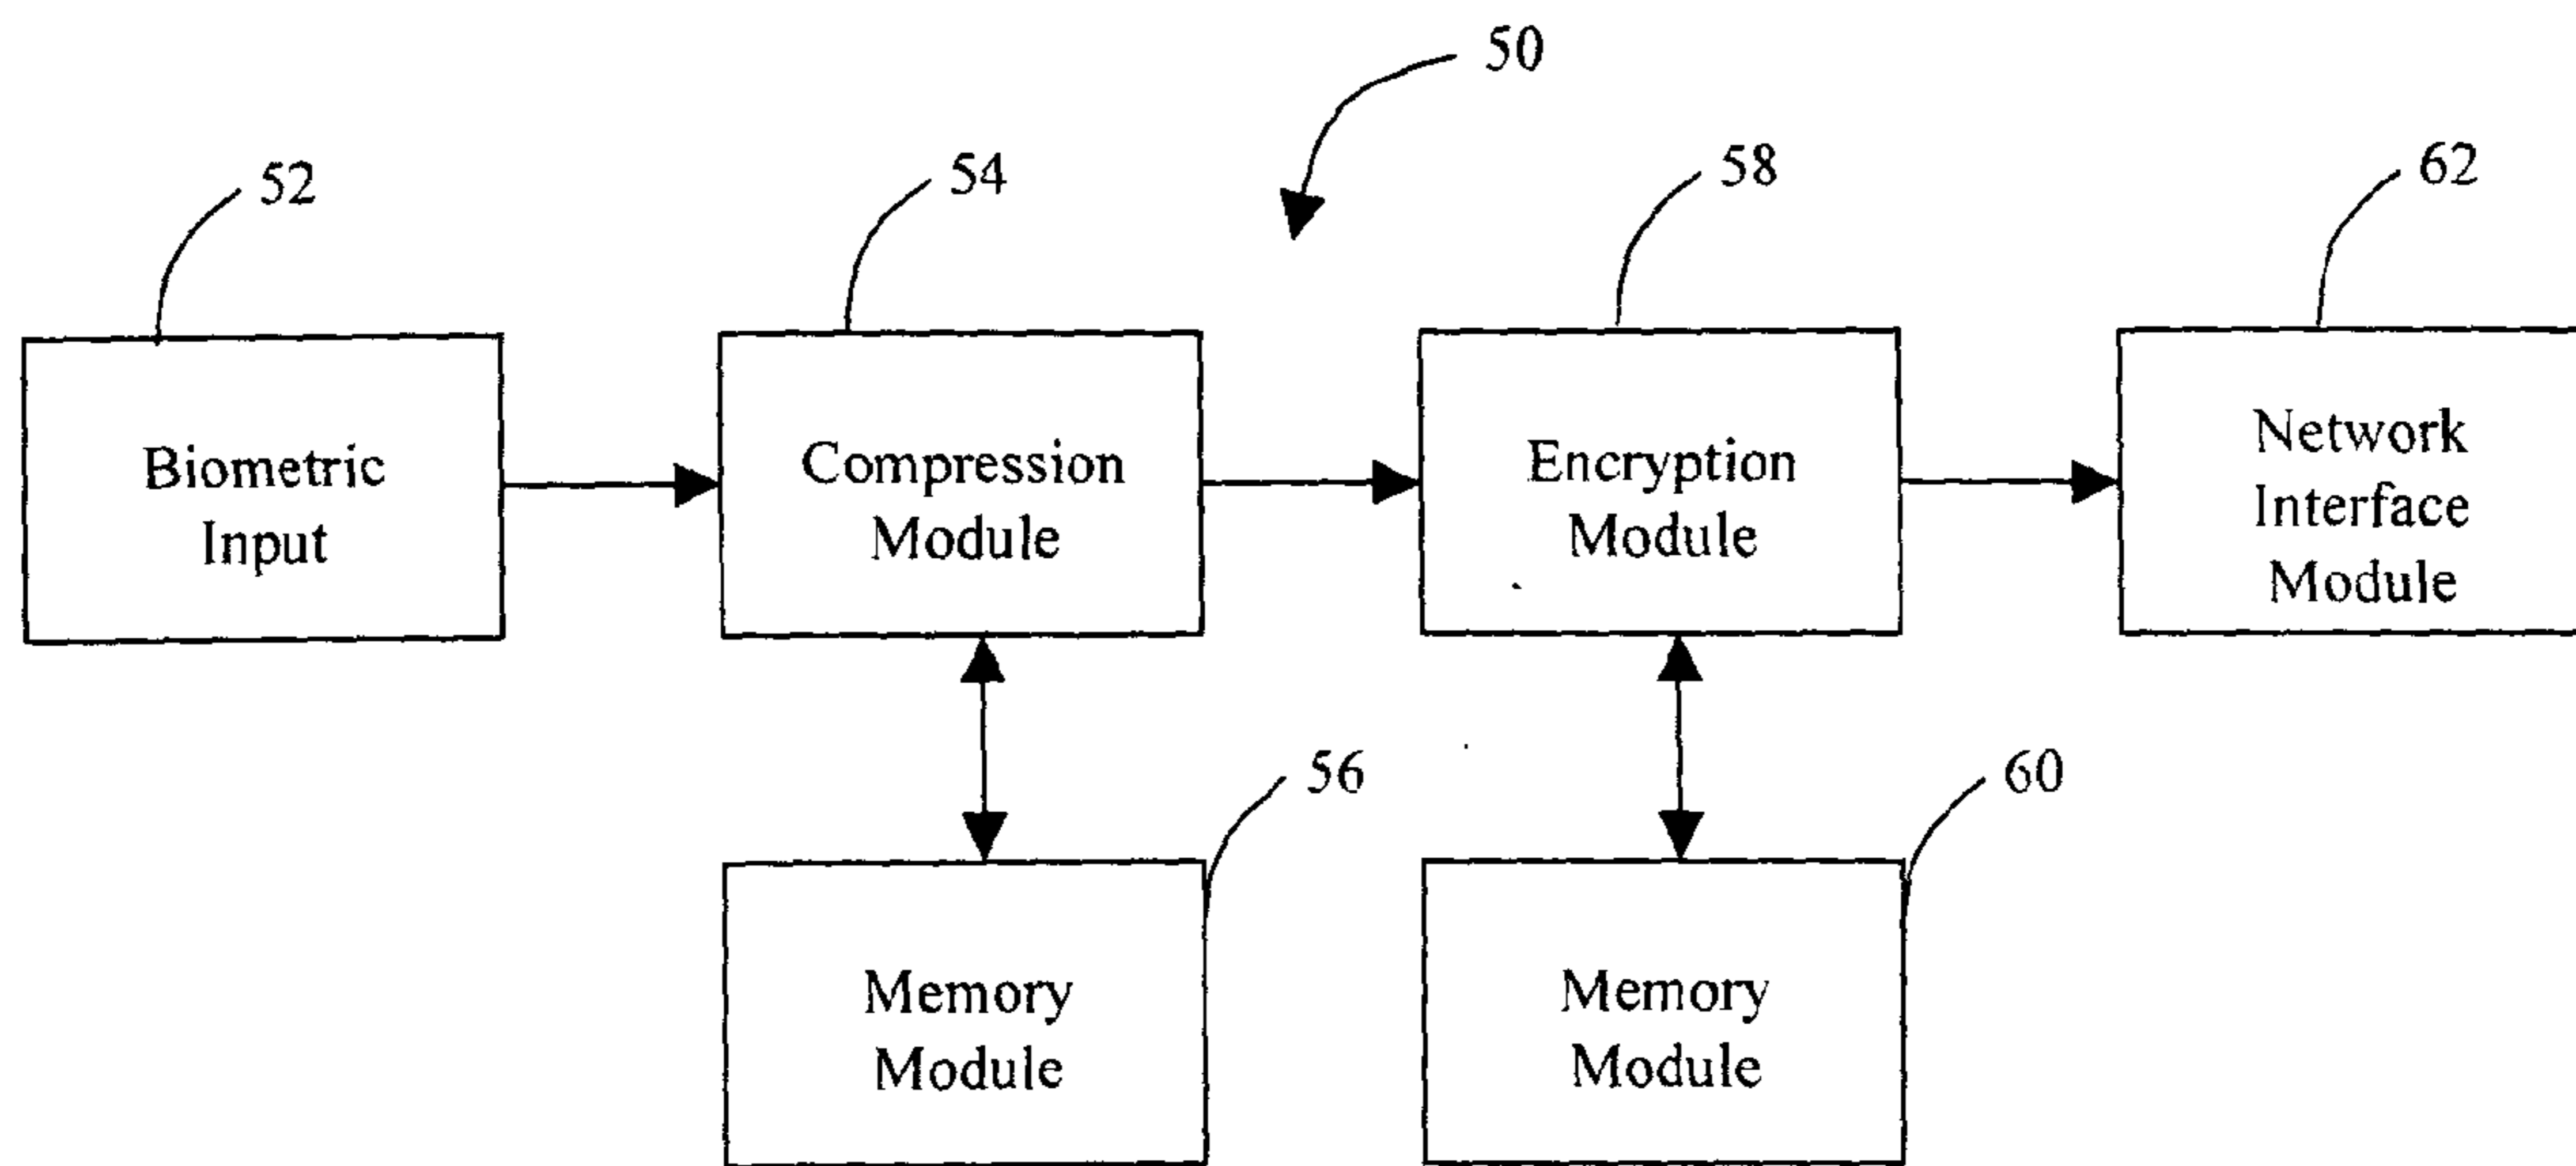 50
52
54
58
62
Biometric
Input
Compression
Module
Encryption
Module
Network
Interface
Module
56
60
Memory
Module
Memory
Module